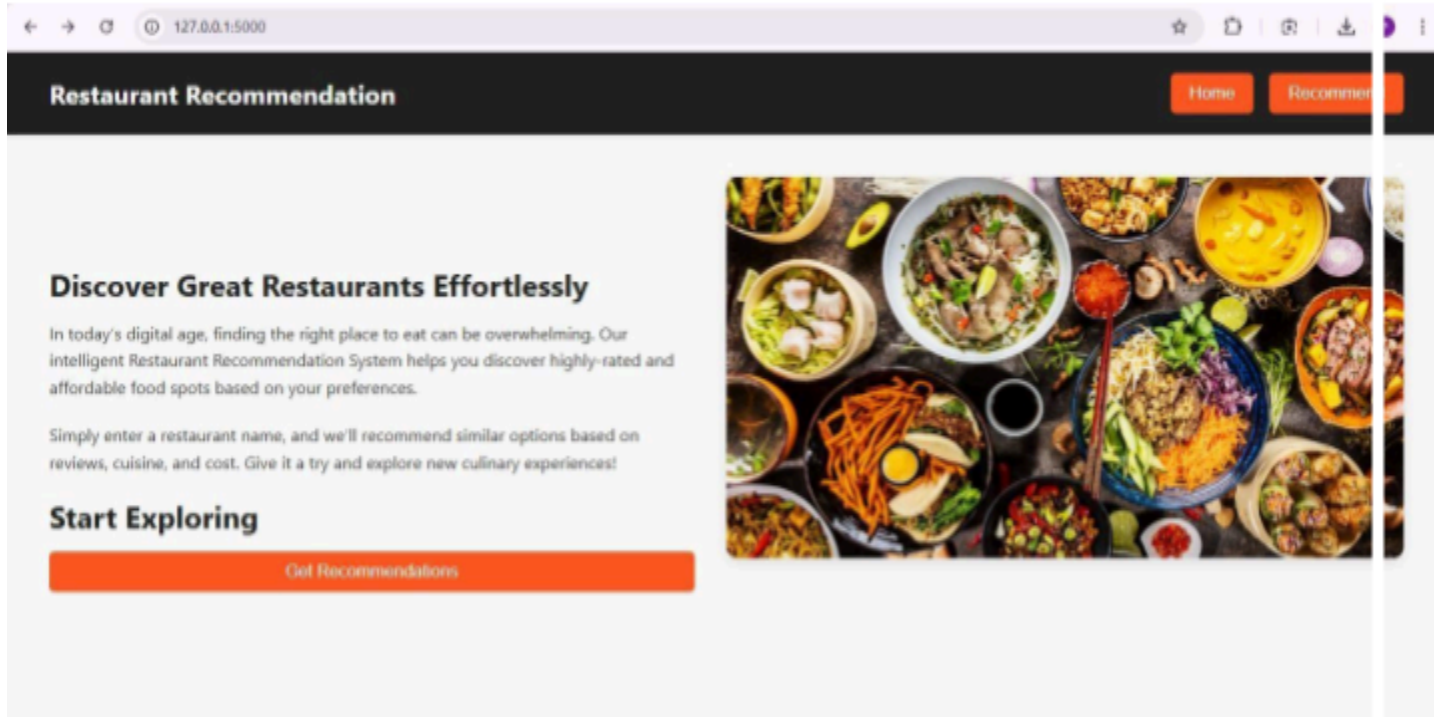 127.0.0.1:5000
Restaurant Recommendation
Home
Recommen
Discover Great Restaurants Effortlessly
In today's digital age, finding the right place to eat can be overwhelming. Our
intelligent Restaurant Recommendation System helps you discover highly-rated and
affordable food spots based on your preferences.
Simply enter a restaurant name, and we'll recommend similar options based on
reviews, cuisine, and cost. Give it a try and explore new culinary experiences!
Start Exploring
Get Recommendations